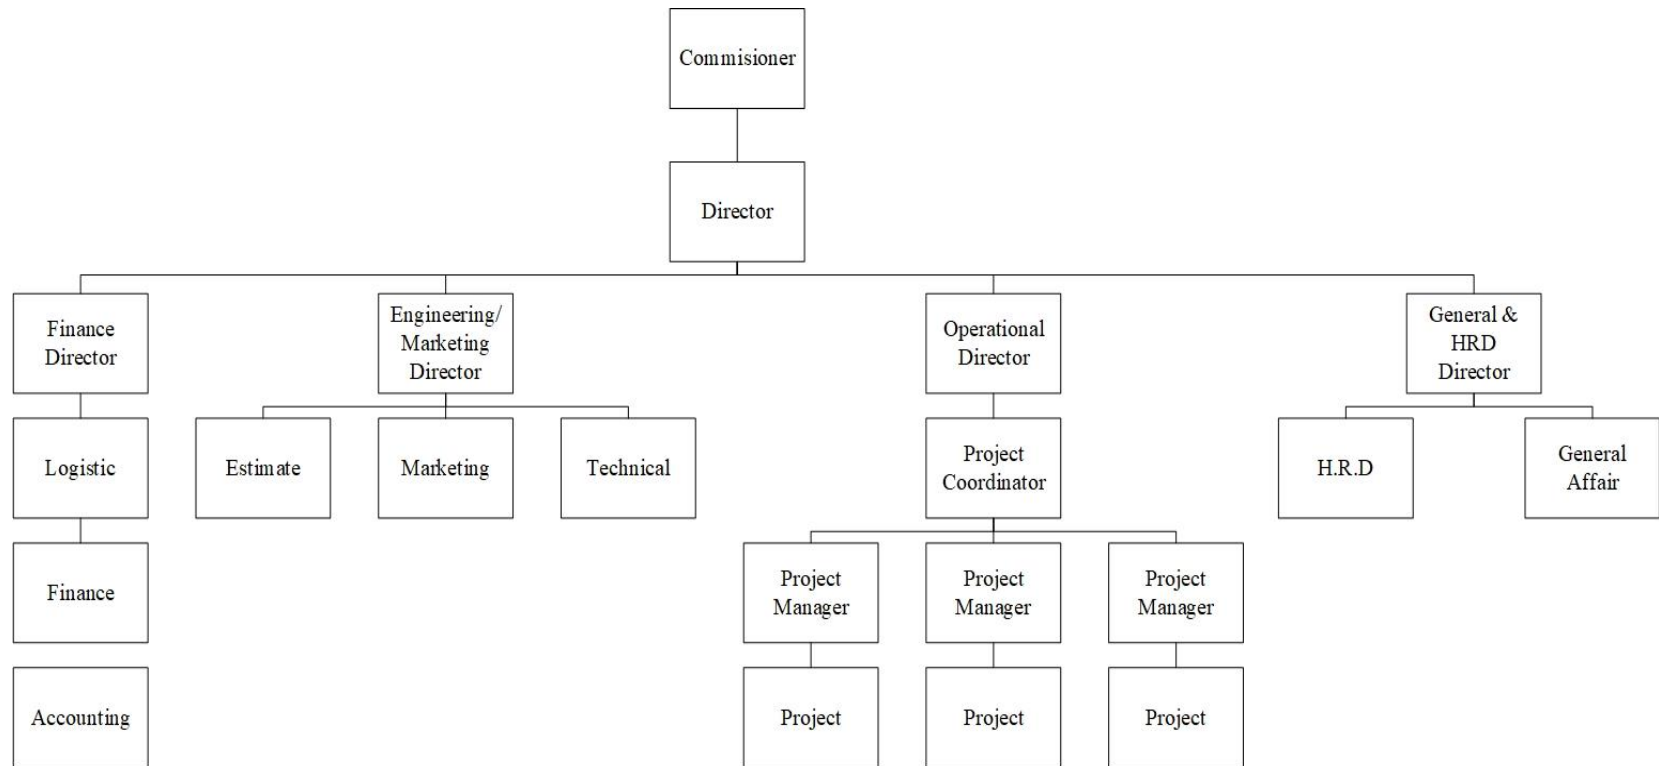 Commisioner
Director
Finance
Director
Engineering/
Marketing
Director
Operational
Director
General &
HRD
Director
Logistic
Estimate
Marketing
Technical
Project
Coordinator
H.R.D
General
Affair
Finance
Project
Manager
Project
Manager
Project
Manager
Accounting
Project
Project
Project